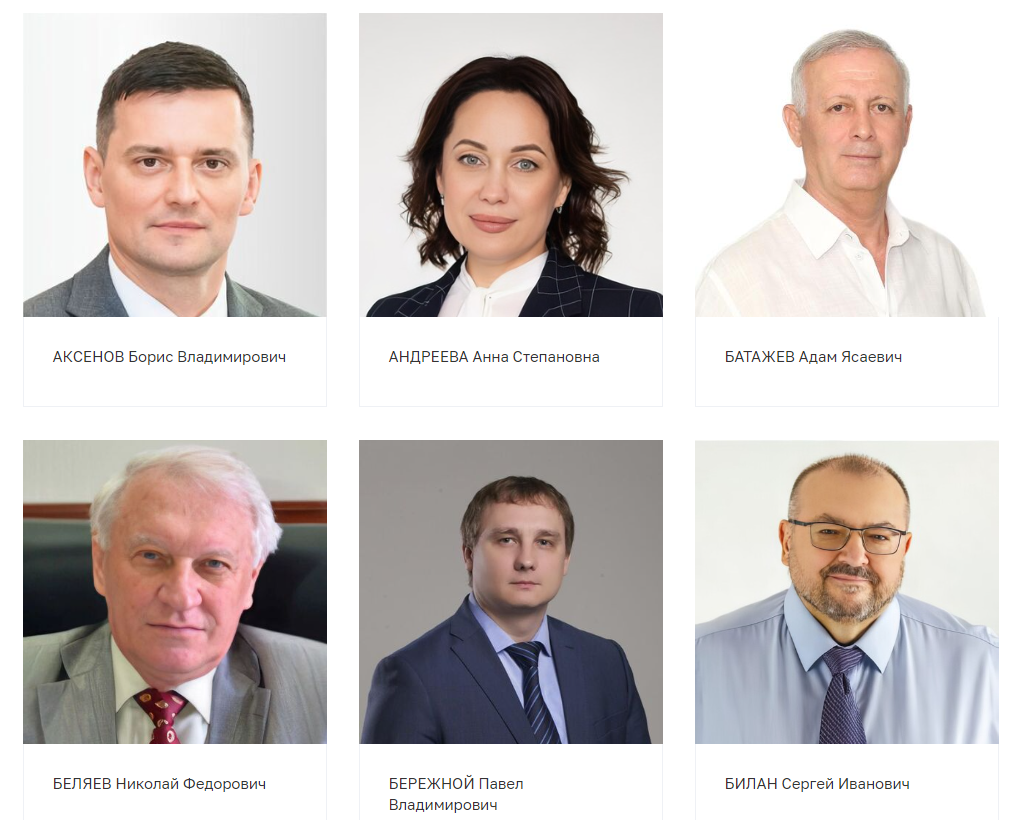 АКСЕНОВ Борис Владимирович
АНДРЕЕВА Анна Степановна
БАТАЖЕВ Адам Ясаевич
БЕЛЯЕВ Николай Федорович
БЕРЕЖНОЙ Павел
Владимирович
БИЛАН Сергей Иванович